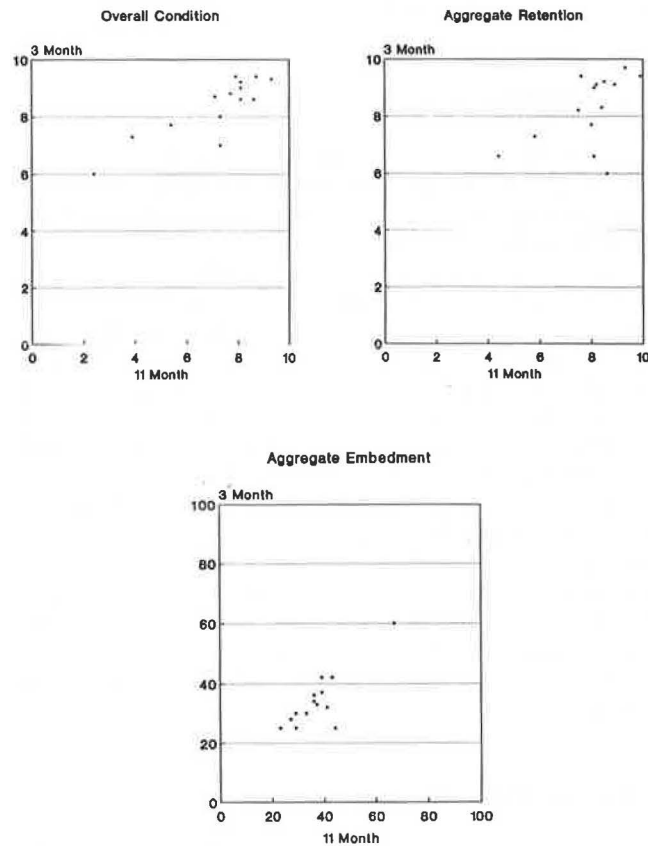 Overall Condition
3 Month
10
8
6
4
2
0
0 2 4 6 8 10
11 Month
Aggregate Retention
3 Month
10
8
6
4
2
0
0 2 4 6 8 10
11 Month
Aggregate Embedment
3 Month
100
80
60
40
20
0
0 20 40 60 80 100
11 Month